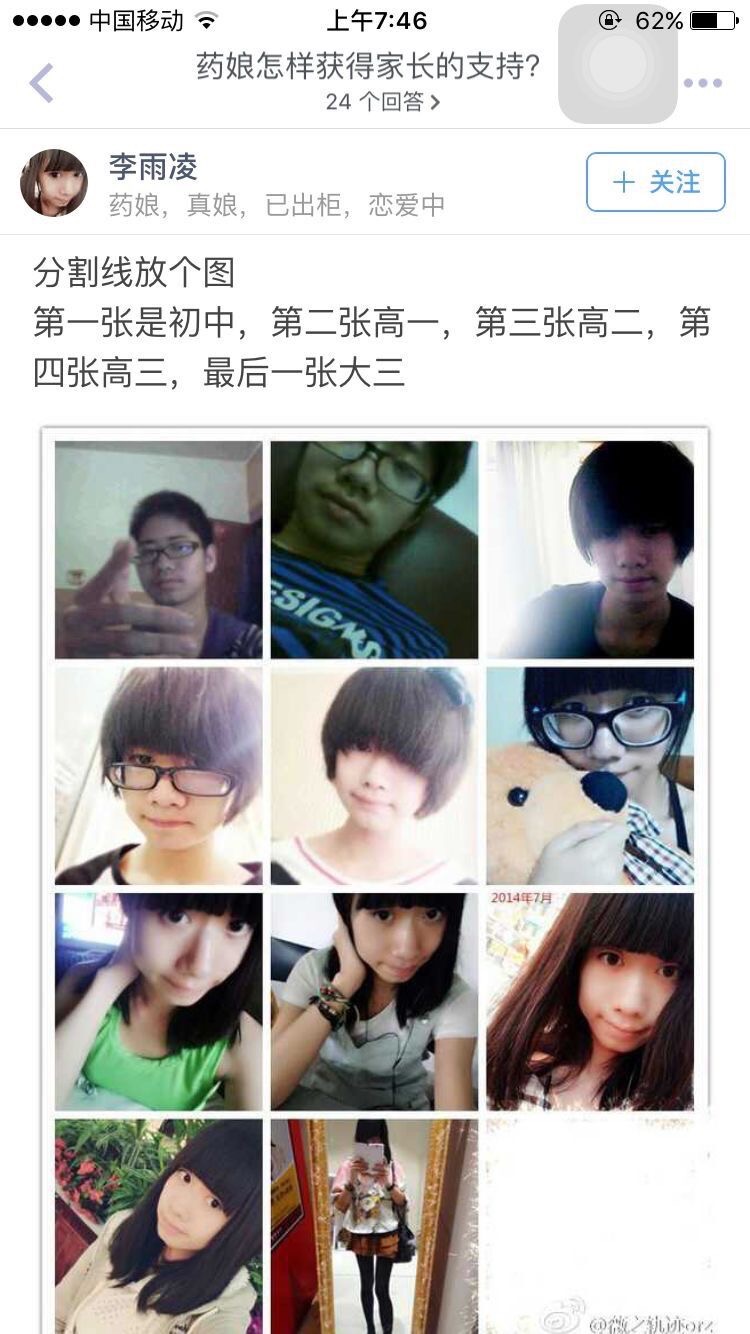 中国移动 上午7:46 62%
药娘怎样获得家长的支持?
24 个回答
李雨凌
药娘，真娘，已出柜，恋爱中
关注
分割线放个图
第一张是初中，第二张高一，第三张高二，第
四张高三，最后一张大三
ESIGNS
2014年7月
@薇之轨迹orz